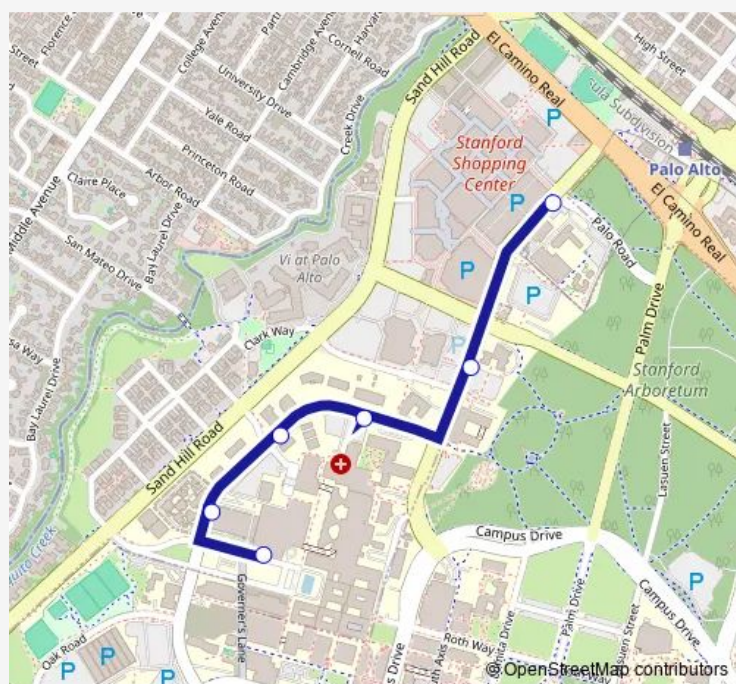 Florence
College Avenue
Cambridge Avenue
Harvar
Cornell Road
Street
University Drive
Yale Road
Princeton Road
Creek Drive
Sand Hill Road
El Camino Real
High Street
Subdivision
Palo Alto
El Camino Real
Stanford
Shopping
Center
P
P
P
P
P
Claire Place
Arbor Road
Middle Avenue
San Mateo Drive
Bay Laurel Drive
Vi at Palo
Alto
Palo Road
Palm Drive
Stanford
Arboretum
Clark Way
Bay Laurel Drive
Sand Hill Road
Lasuen Street
Campus Drive
Governor's Lane
Palm Drive
Lasuen Street
Campus Drive
P
Roth Way
Oak Road
P
P
P
© OpenStreetMap contributors